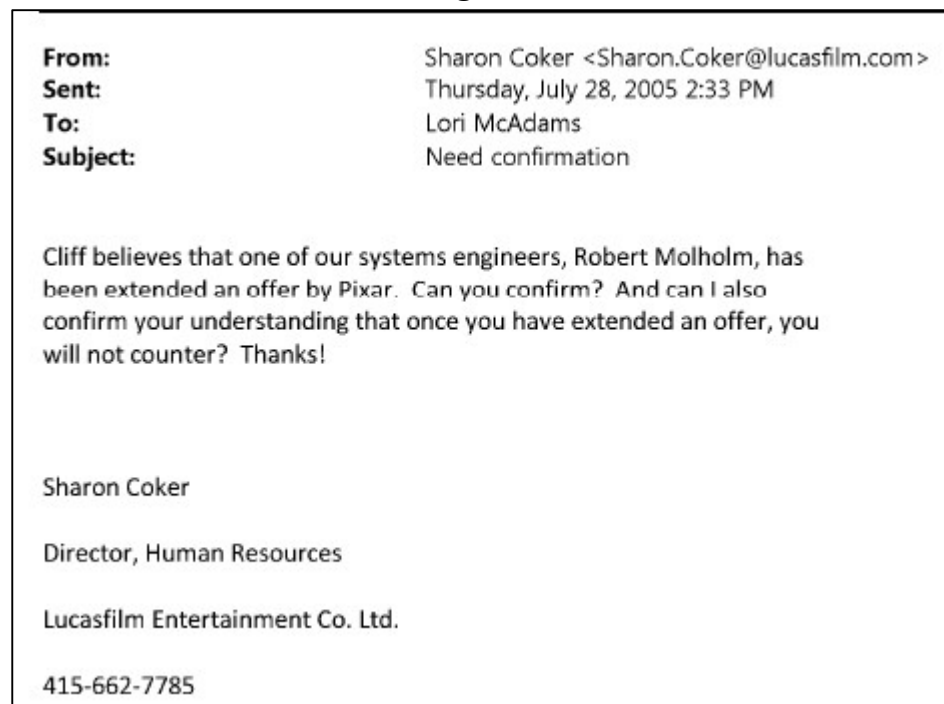 From: Sharon Coker <Sharon.Coker@lucasfilm.com>
Sent: Thursday, July 28, 2005 2:33 PM
To: Lori McAdams
Subject: Need confirmation
Cliff believes that one of our systems engineers, Robert Molholm, has
been extended an offer by Pixar. Can you confirm? And can I also
confirm your understanding that once you have extended an offer, you
will not counter? Thanks!
Sharon Coker
Director, Human Resources
Lucasfilm Entertainment Co. Ltd.
415-662-7785